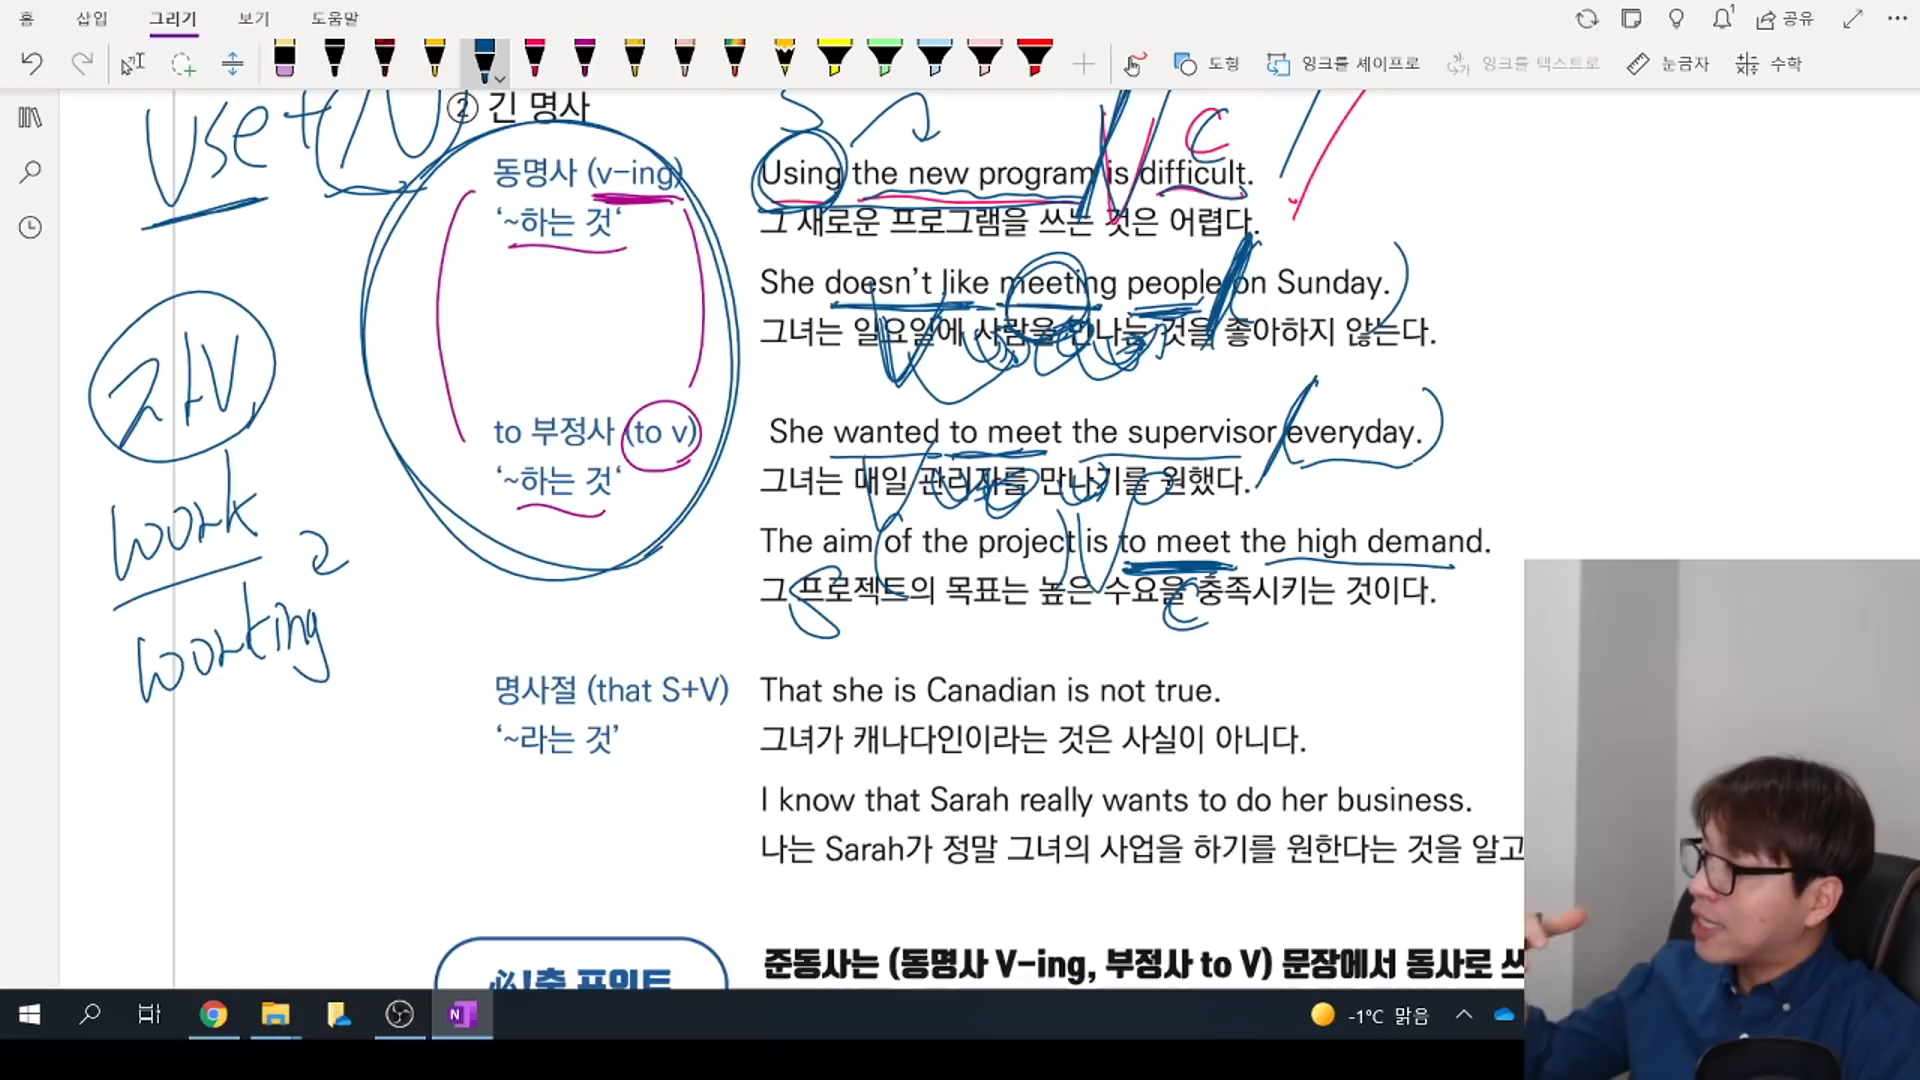 홈 삽입 그리기 보기 도움말 공유
도형 잉크를 셰이프로 잉크를 텍스트로 눈금자 수학
Use + (N)
② 긴 명사
S V C
동명사 (v-ing) Using the new program is difficult.
‘~하는 것‘ 그 새로운 프로그램을 쓰는 것은 어렵다.
She doesn’t like meeting people on Sunday.
그녀는 일요일에 사람을 만나는 것을 좋아하지 않는다.
V
to 부정사 (to v) She wanted to meet the supervisor everyday.
‘~하는 것‘ 그녀는 매일 관리자를 만나기를 원했다.
V
work
The aim of the project is to meet the high demand.
그 프로젝트의 목표는 높은 수요을 충족시키는 것이다.
S V C
working
명사절 (that S+V) That she is Canadian is not true.
‘~라는 것’ 그녀가 캐나다인이라는 것은 사실이 아니다.
I know that Sarah really wants to do her business.
나는 Sarah가 정말 그녀의 사업을 하기를 원한다는 것을 알고
준동사는 (동명사 V-ing, 부정사 to V) 문장에서 동사로
-1°C 맑음